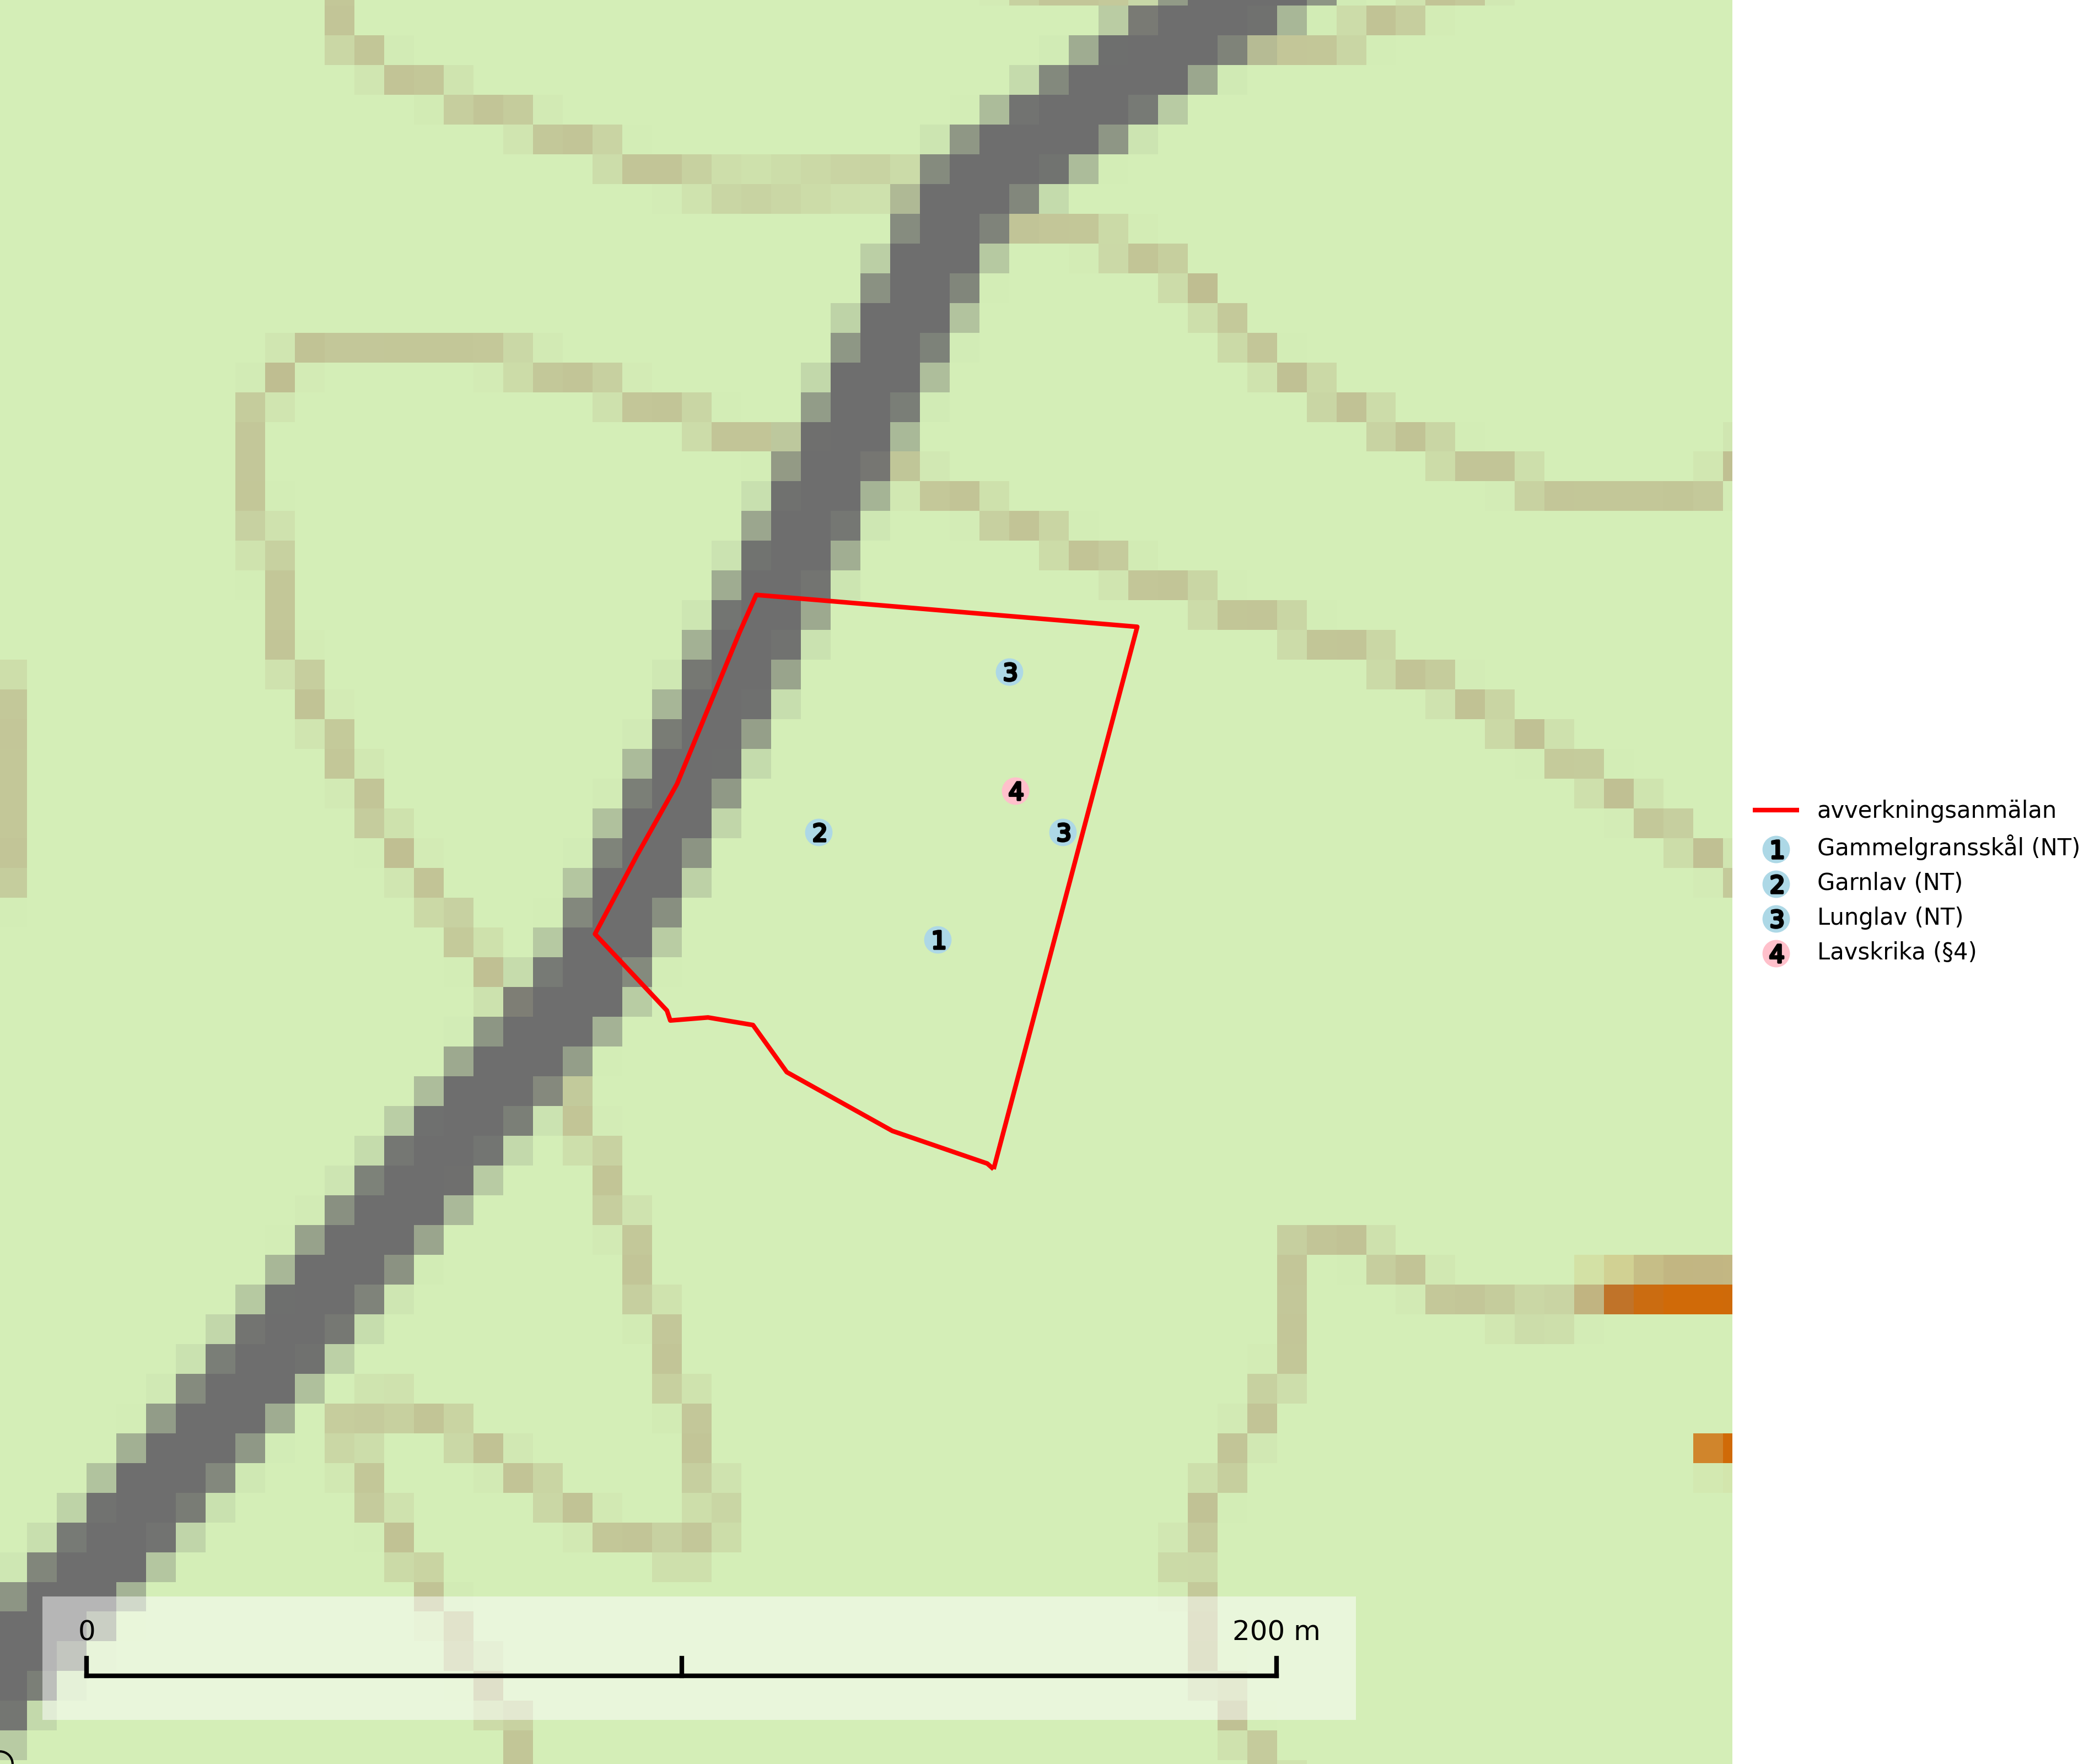 3
4
2
3
1
avverkningsanmälan
1 Gammelgransskål (NT)
2 Garnlav (NT)
3 Lunglav (NT)
4 Lavskrika (§4)
0 200 m